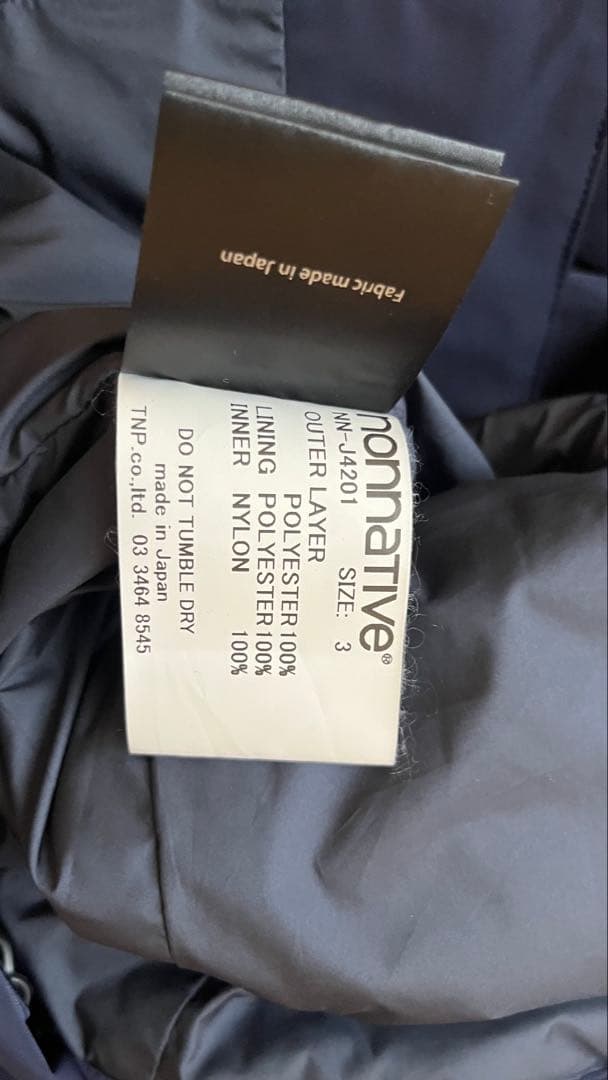 Fabric made in Japan
nonnative®
NN-J4201 SIZE: 3
OUTER LAYER
POLYESTER 100%
LINING POLYESTER 100%
INNER NYLON 100%
DO NOT TUMBLE DRY
made in Japan
TNP.co.,ltd. 03 3464 8545